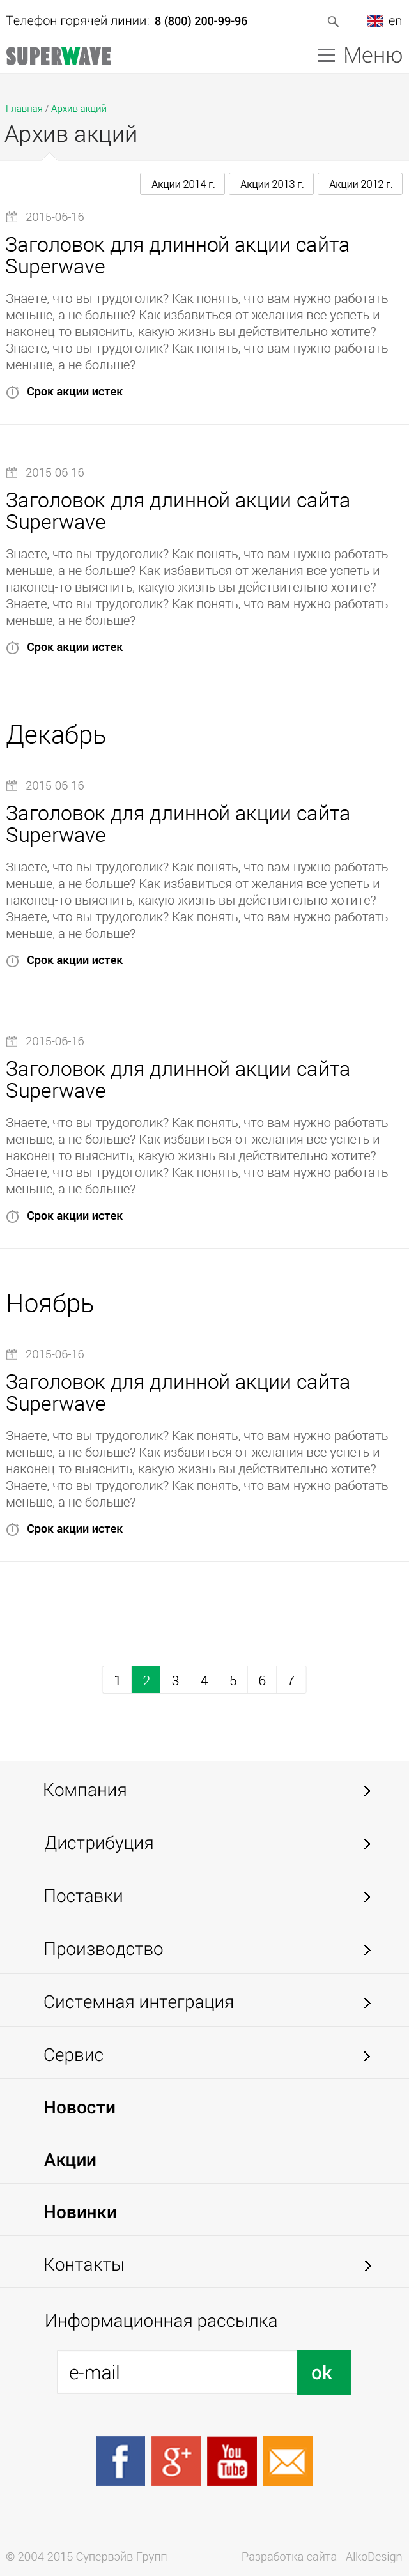 Телефон горячей линии: 8 (800) 200-99-96 en
SUPERWAVE Меню
Главная / Архив акций
Архив акций
Акции 2014 г. Акции 2013 г. Акции 2012 г.
2015-06-16
Заголовок для длинной акции сайта
Superwave
Знаете, что вы трудоголик? Как понять, что вам нужно работать
меньше, а не больше? Как избавиться от желания все успеть и
наконец-то выяснить, какую жизнь вы действительно хотите?
Знаете, что вы трудоголик? Как понять, что вам нужно работать
меньше, а не больше?
Срок акции истек
2015-06-16
Заголовок для длинной акции сайта
Superwave
Знаете, что вы трудоголик? Как понять, что вам нужно работать
меньше, а не больше? Как избавиться от желания все успеть и
наконец-то выяснить, какую жизнь вы действительно хотите?
Знаете, что вы трудоголик? Как понять, что вам нужно работать
меньше, а не больше?
Срок акции истек
Декабрь
2015-06-16
Заголовок для длинной акции сайта
Superwave
Знаете, что вы трудоголик? Как понять, что вам нужно работать
меньше, а не больше? Как избавиться от желания все успеть и
наконец-то выяснить, какую жизнь вы действительно хотите?
Знаете, что вы трудоголик? Как понять, что вам нужно работать
меньше, а не больше?
Срок акции истек
2015-06-16
Заголовок для длинной акции сайта
Superwave
Знаете, что вы трудоголик? Как понять, что вам нужно работать
меньше, а не больше? Как избавиться от желания все успеть и
наконец-то выяснить, какую жизнь вы действительно хотите?
Знаете, что вы трудоголик? Как понять, что вам нужно работать
меньше, а не больше?
Срок акции истек
Ноябрь
2015-06-16
Заголовок для длинной акции сайта
Superwave
Знаете, что вы трудоголик? Как понять, что вам нужно работать
меньше, а не больше? Как избавиться от желания все успеть и
наконец-то выяснить, какую жизнь вы действительно хотите?
Знаете, что вы трудоголик? Как понять, что вам нужно работать
меньше, а не больше?
Срок акции истек
1 2 3 4 5 6 7
Компания
Дистрибуция
Поставки
Производство
Системная интеграция
Сервис
Новости
Акции
Новинки
Контакты
Информационная рассылка
e-mail ok
f g+ You Tube
© 2004-2015 Супервэйв Групп Разработка сайта - AlkoDesign